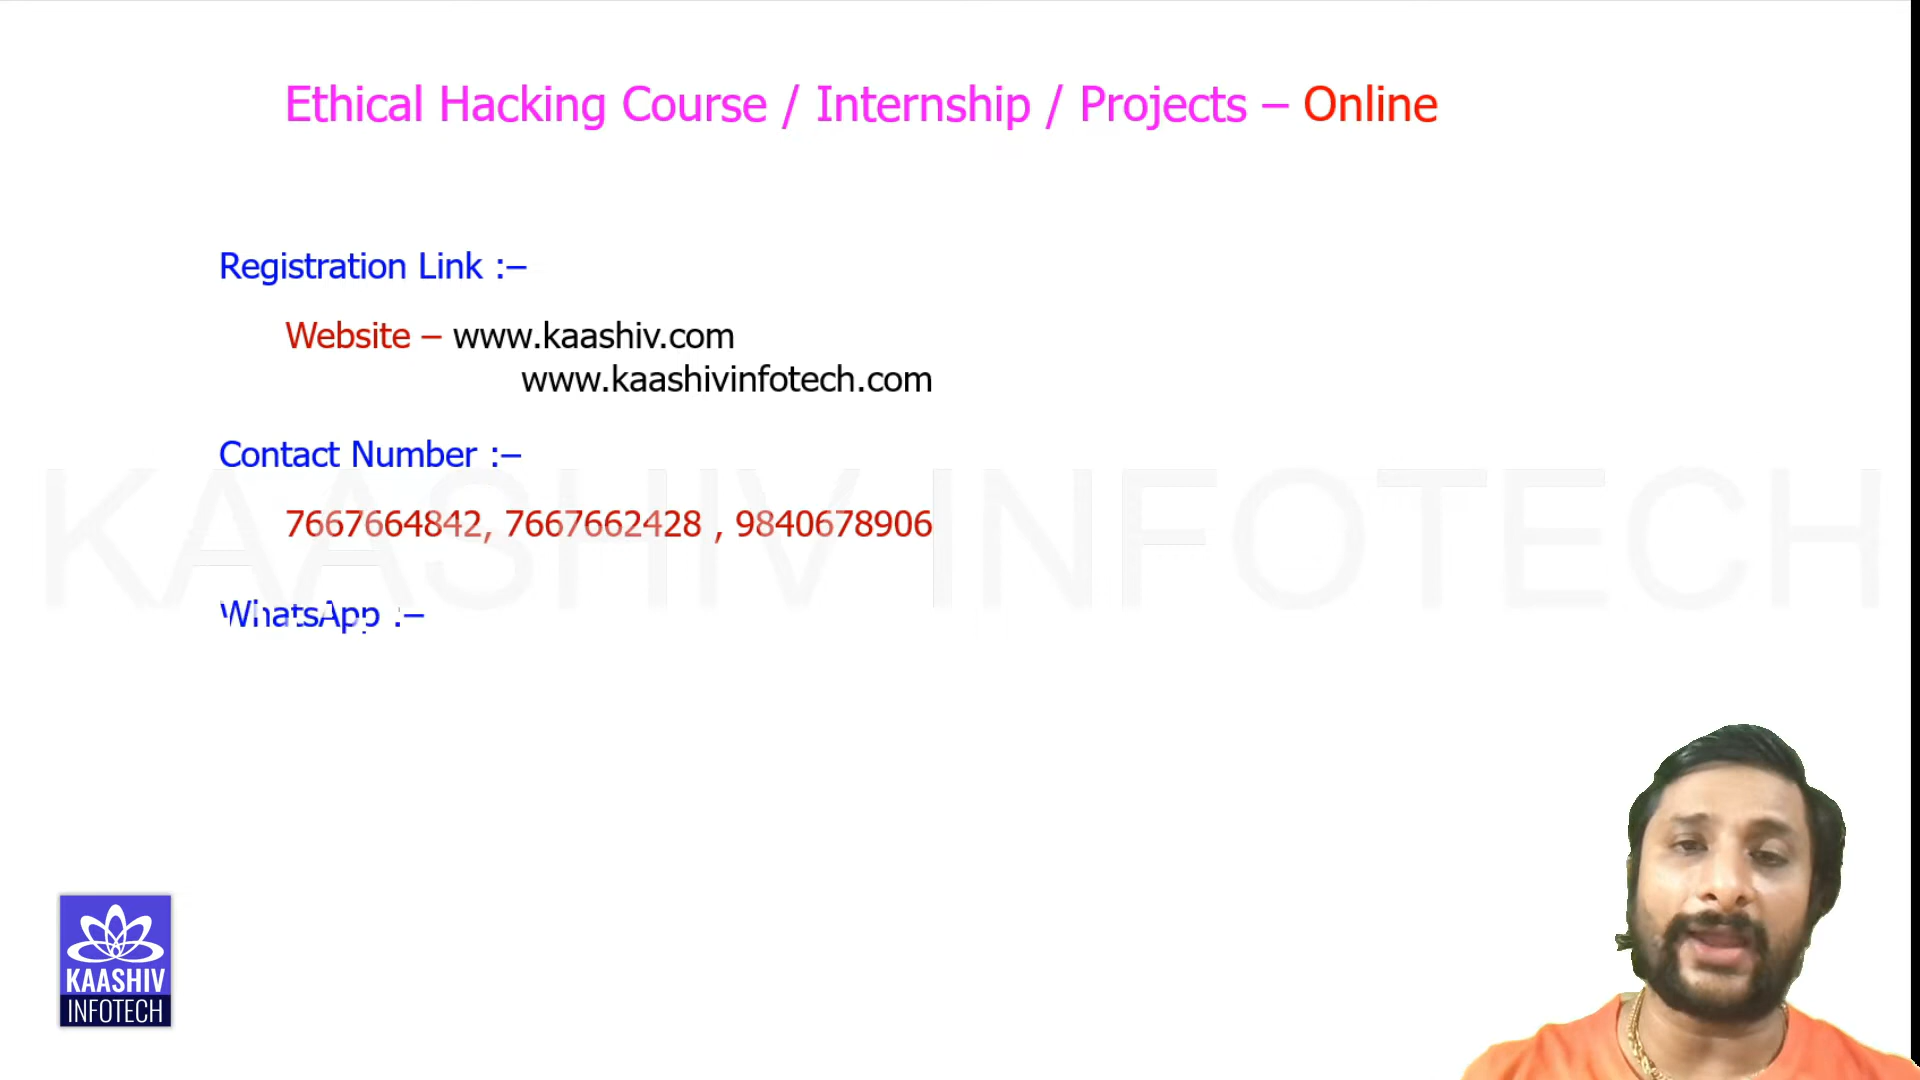 Ethical Hacking Course / Internship / Projects – Online
Registration Link :–
Website – www.kaashiv.com
www.kaashivinfotech.com
Contact Number :–
7667664842, 7667662428 , 9840678906
KAASHIV INFOTECH
WhatsApp :–
KAASHIV
INFOTECH